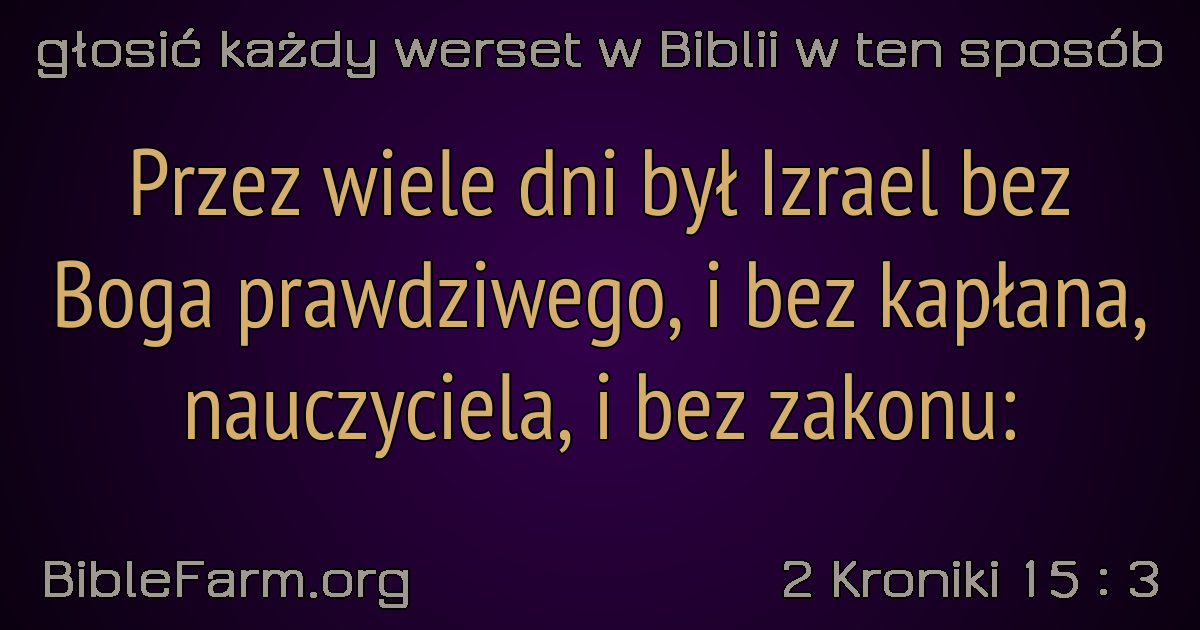 głosić każdy werset w Biblii w ten sposób
Przez wiele dni był Izrael bez
Boga prawdziwego, i bez kapłana,
nauczyciela, i bez zakonu:
BibleFarm.org
2 Kroniki 15 : 3